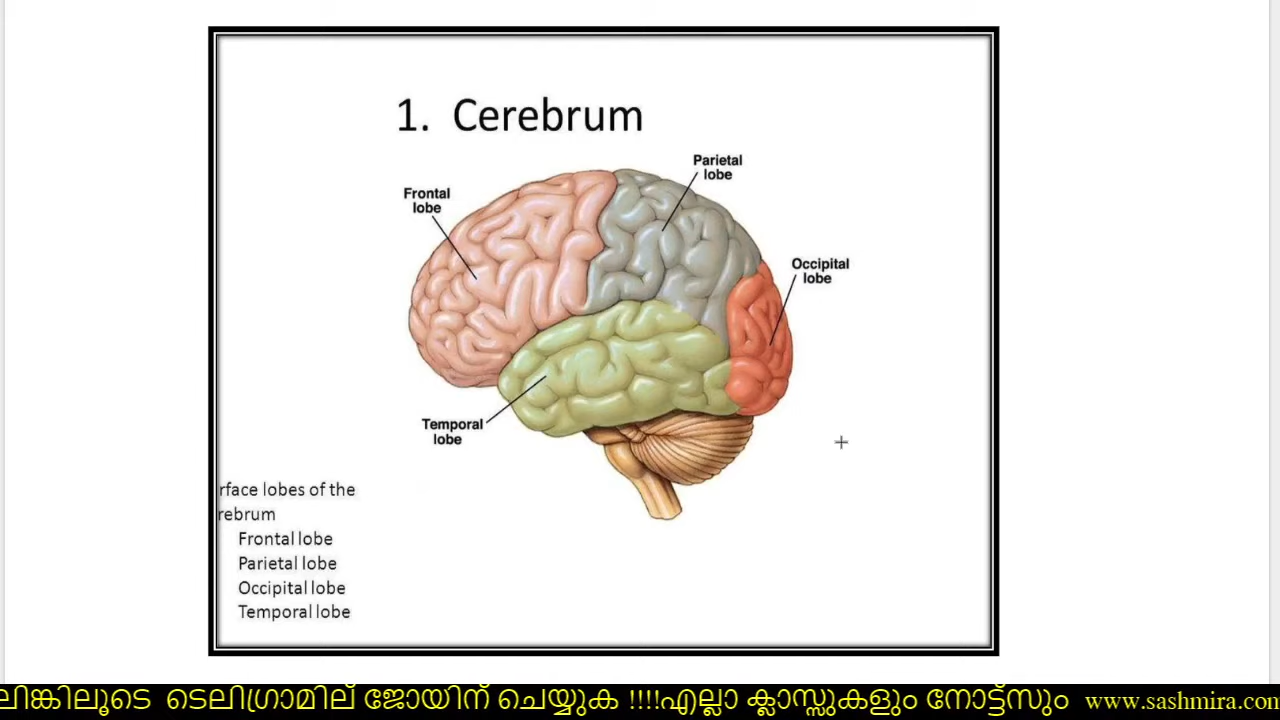 1. Cerebrum
Parietal
lobe
Frontal
lobe
Occipital
lobe
Temporal
lobe
rface lobes of the
rebrum
Frontal lobe
Parietal lobe
Occipital lobe
Temporal lobe
ലിങ്കിലൂടെ ടെലിഗ്രാമില് ജോയിന് ചെയ്യുക !!!!എല്ലാ ക്ലാസ്സുകളും നോട്ട്സും www.sashmira.con